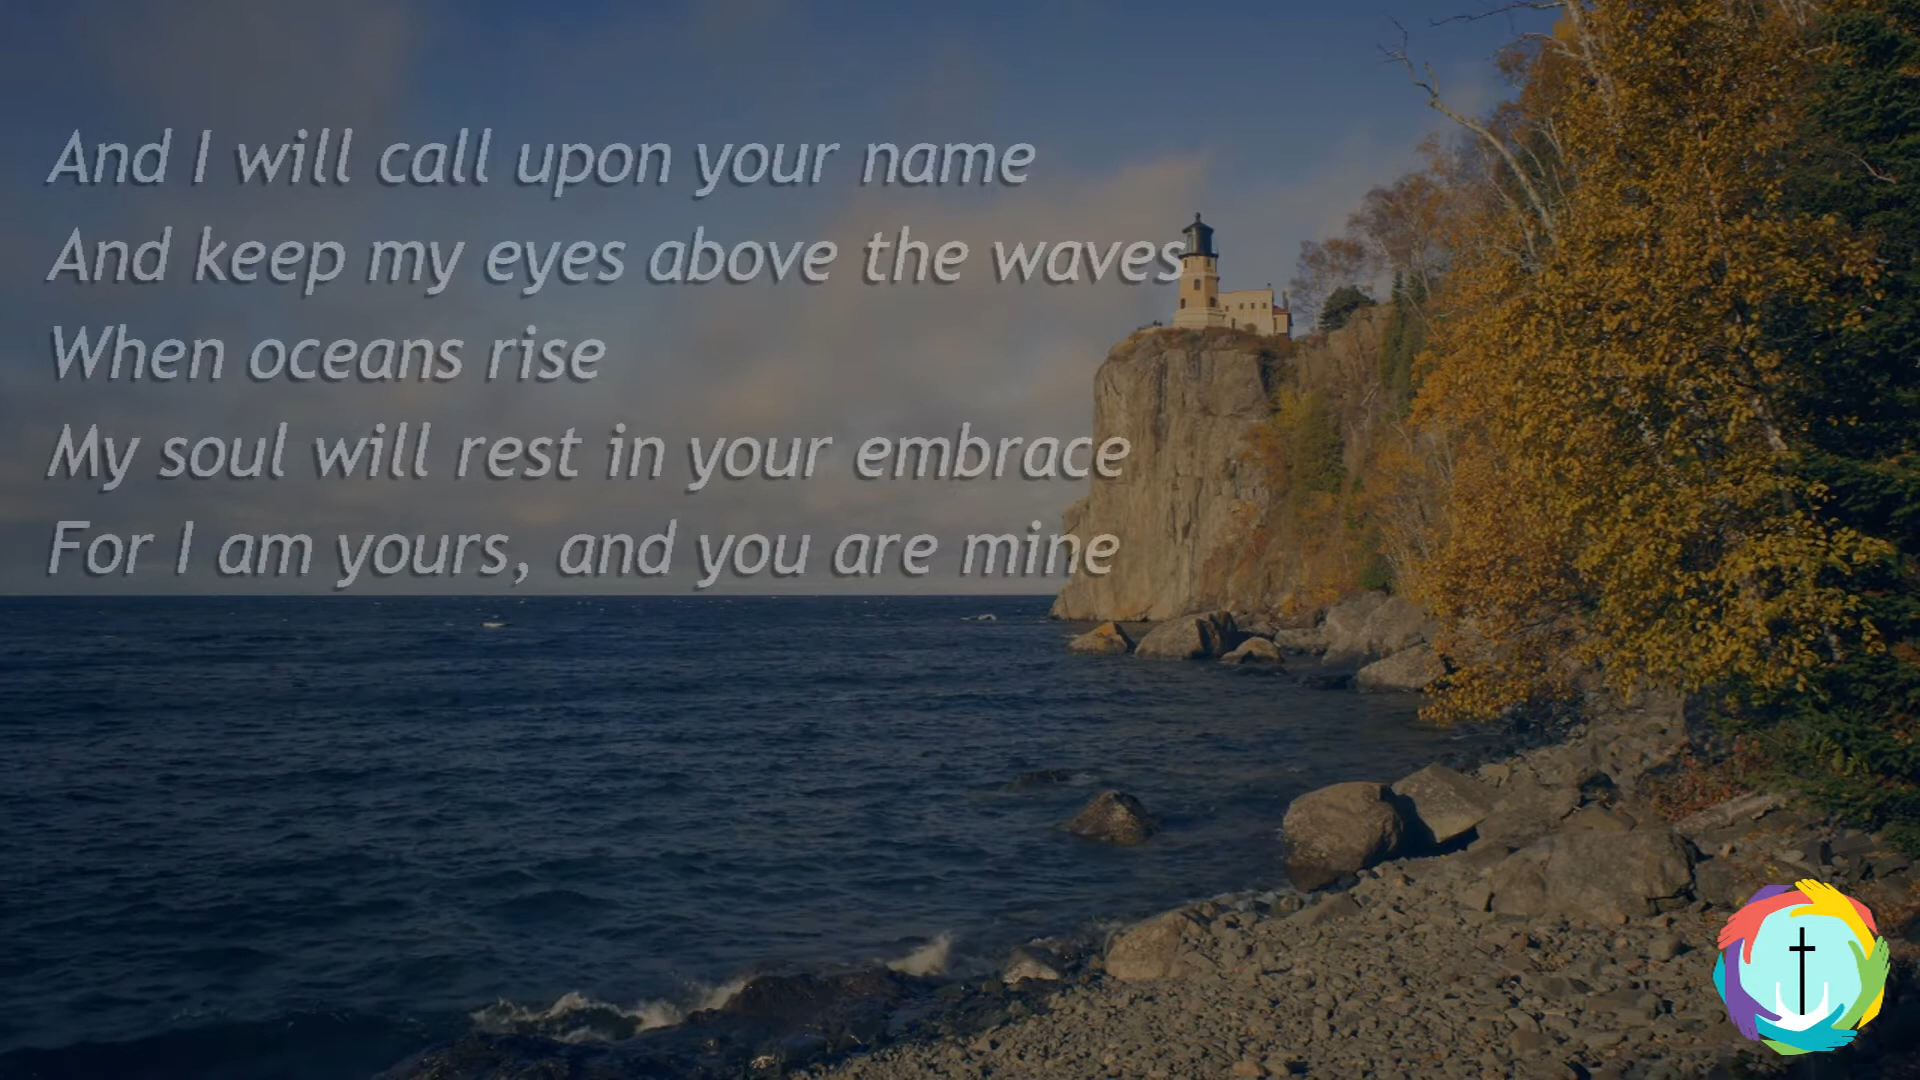 And I will call upon your name
And keep my eyes above the waves
When oceans rise
My soul will rest in your embrace
For I am yours, and you are mine